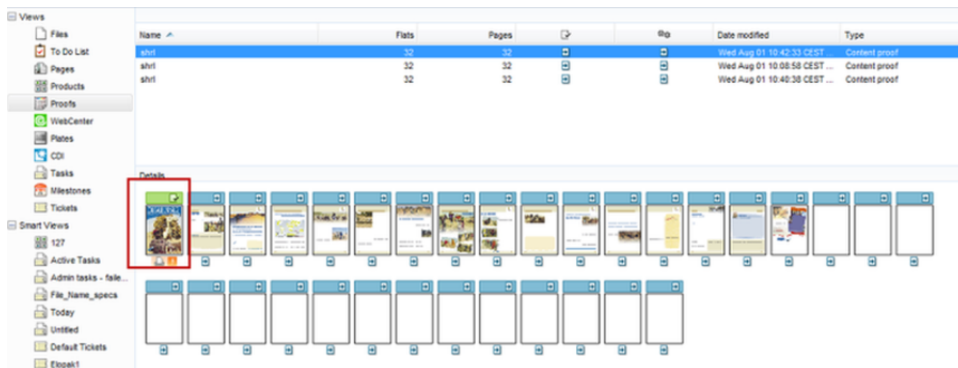 Views
Files
To Do List
Pages
Products
Proofs
WebCenter
Plates
CDI
Tasks
Milestones
Tickets
Smart Views
127
Active Tasks
Admin tasks - faile...
File_Name_specs
Today
Untitled
Default Tickets
Elopak1
Name Flats Pages Date modified Type
shrl 32 32 Wed Aug 01 10:42:33 CEST ... Content proof
shrl 32 32 Wed Aug 01 10:08:58 CEST ... Content proof
shrl 32 32 Wed Aug 01 10:40:38 CEST ... Content proof
Details